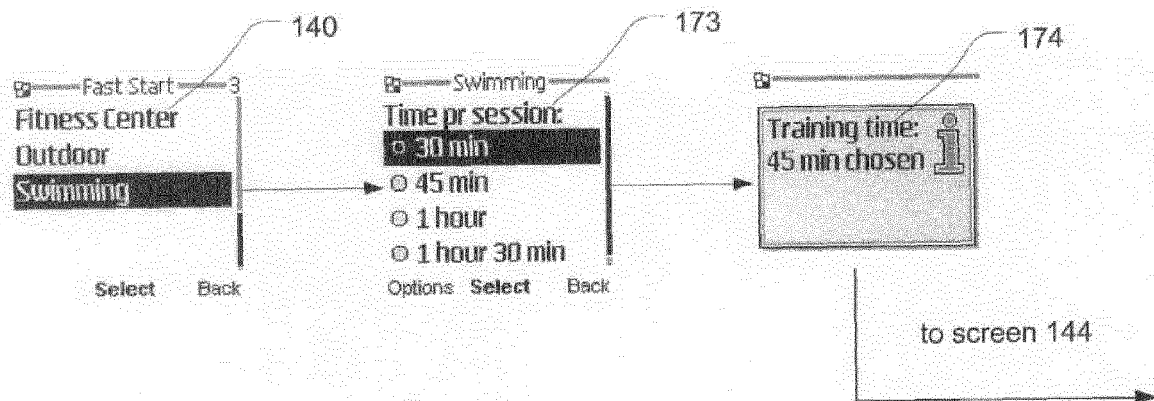 140
Fast Start 3
Fitness Center
Outdoor
Swimming
Select Back
173
Swimming
Time pr session:
30 min
45 min
1 hour
1 hour 30 min
Options Select Back
174
Training time:
45 min chosen
to screen 144